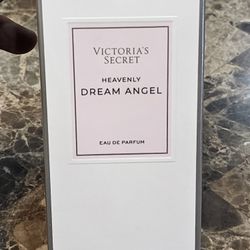 VICTORIA'S
SECRET
HEAVENLY
DREAM ANGEL
EAU DE PARFUM